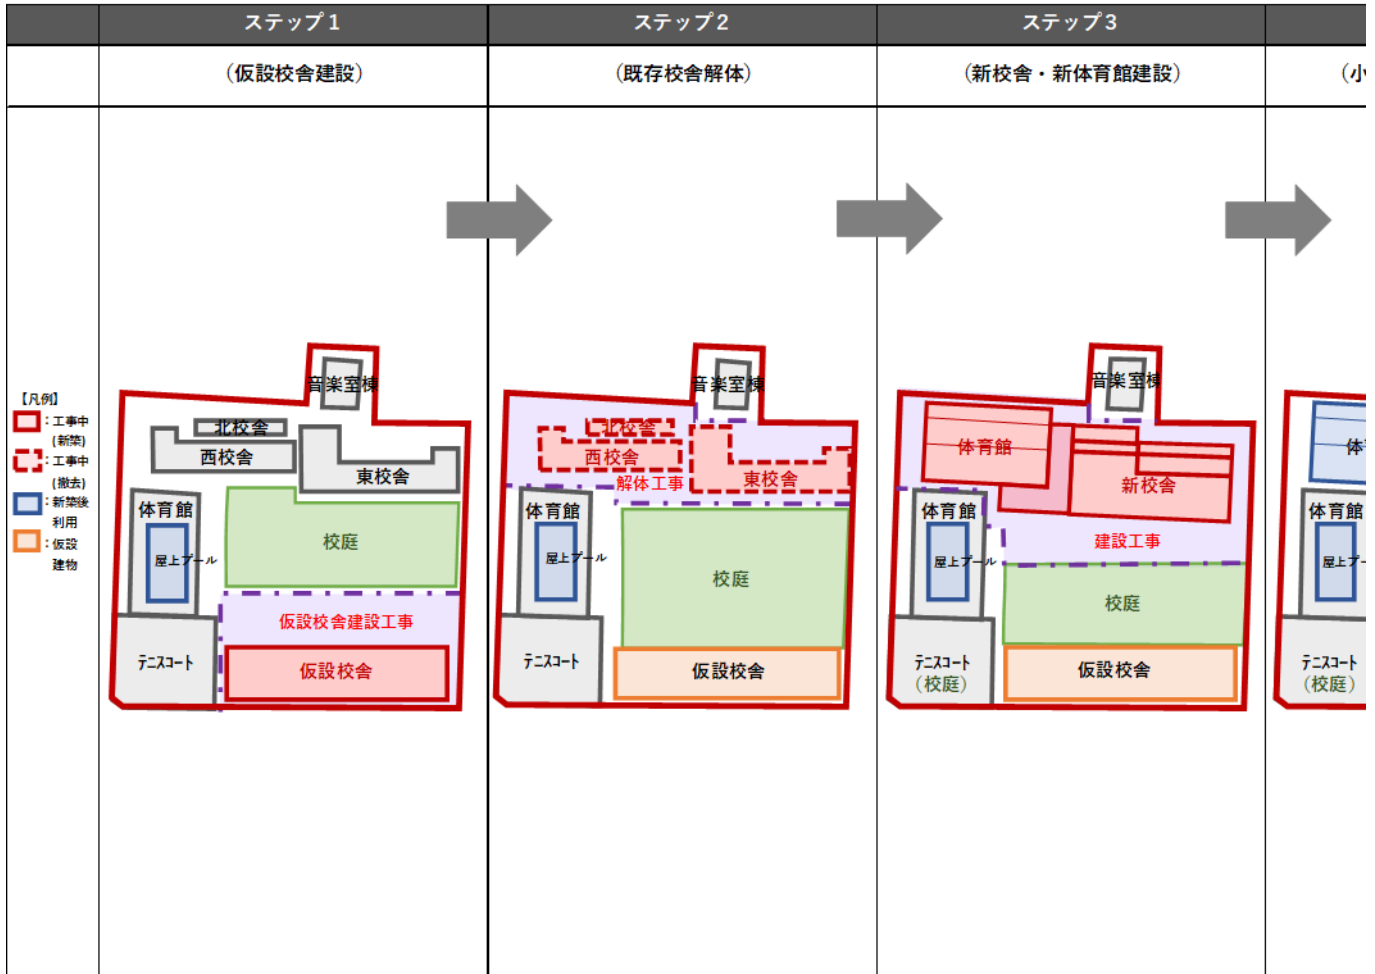 ステップ1
ステップ2
ステップ3
(仮設校舎建設)
(既存校舎解体)
(新校舎・新体育館建設)
(小
【凡例】
:工事中
(新築)
:工事中
(撤去)
:新築後
利用
:仮設
建物
音楽室棟
北校舎
西校舎
東校舎
体育館
屋上プール
校庭
仮設校舎建設工事
テニスコート
仮設校舎
音楽室棟
北校舎
西校舎
東校舎
解体工事
体育館
屋上プール
校庭
テニスコート
仮設校舎
音楽室棟
体育館
新校舎
体育館
建設工事
屋上プール
校庭
テニスコート
(校庭)
仮設校舎
体育
体育館
屋上プー
テニスコート
(校庭)